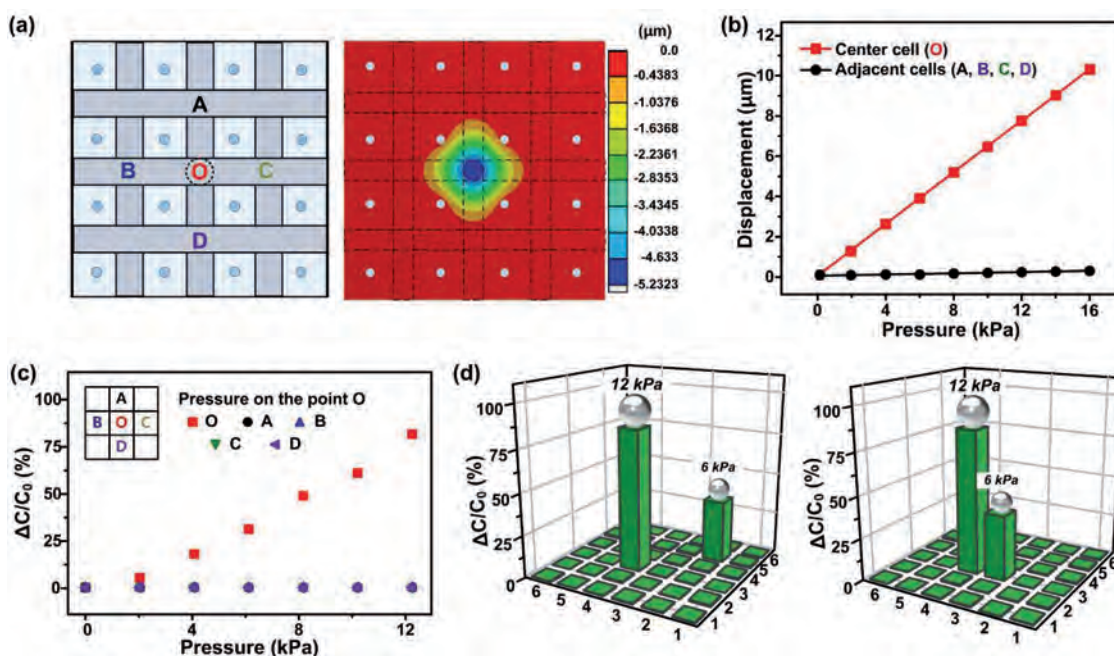 (a)
A
B
O
C
D
(μm)
0.0
-0.4383
-1.0376
-1.6368
-2.2361
-2.8353
-3.4345
-4.0338
-4.633
-5.2323
(b)
12
10
8
6
4
2
0
Displacement (μm)
Center cell (O)
Adjacent cells (A, B, C, D)
0 2 4 6 8 10 12 14 16
Pressure (kPa)
(c)
100
75
50
25
0
ΔC/C₀ (%)
A
B O C
D
Pressure on the point O
O A B
C D
0 4 8 12
Pressure (kPa)
(d)
12 kPa
6 kPa
100
75
50
25
0
ΔC/C₀ (%)
6 5 4 3 2 1
1 2 3 4 5 6
12 kPa
6 kPa
100
75
50
25
0
ΔC/C₀ (%)
6 5 4 3 2 1
1 2 3 4 5 6